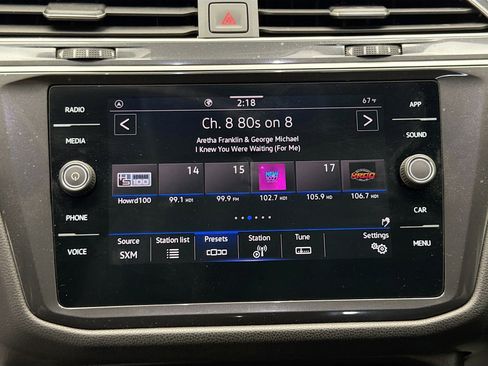 RADIO
MEDIA
PHONE
VOICE
APP
SOUND
CAR
MENU
2:18
67 °F
Ch. 8 80s on 8
Aretha Franklin & George Michael
I Knew You Were Waiting (For Me)
HOWARD 100 14 15 17
Howrd100 99.1 HD1 99.9 FM 102.7 HD1 105.9 HD 106.7 HD1
Source Station list Presets Station Tune Settings
SXM